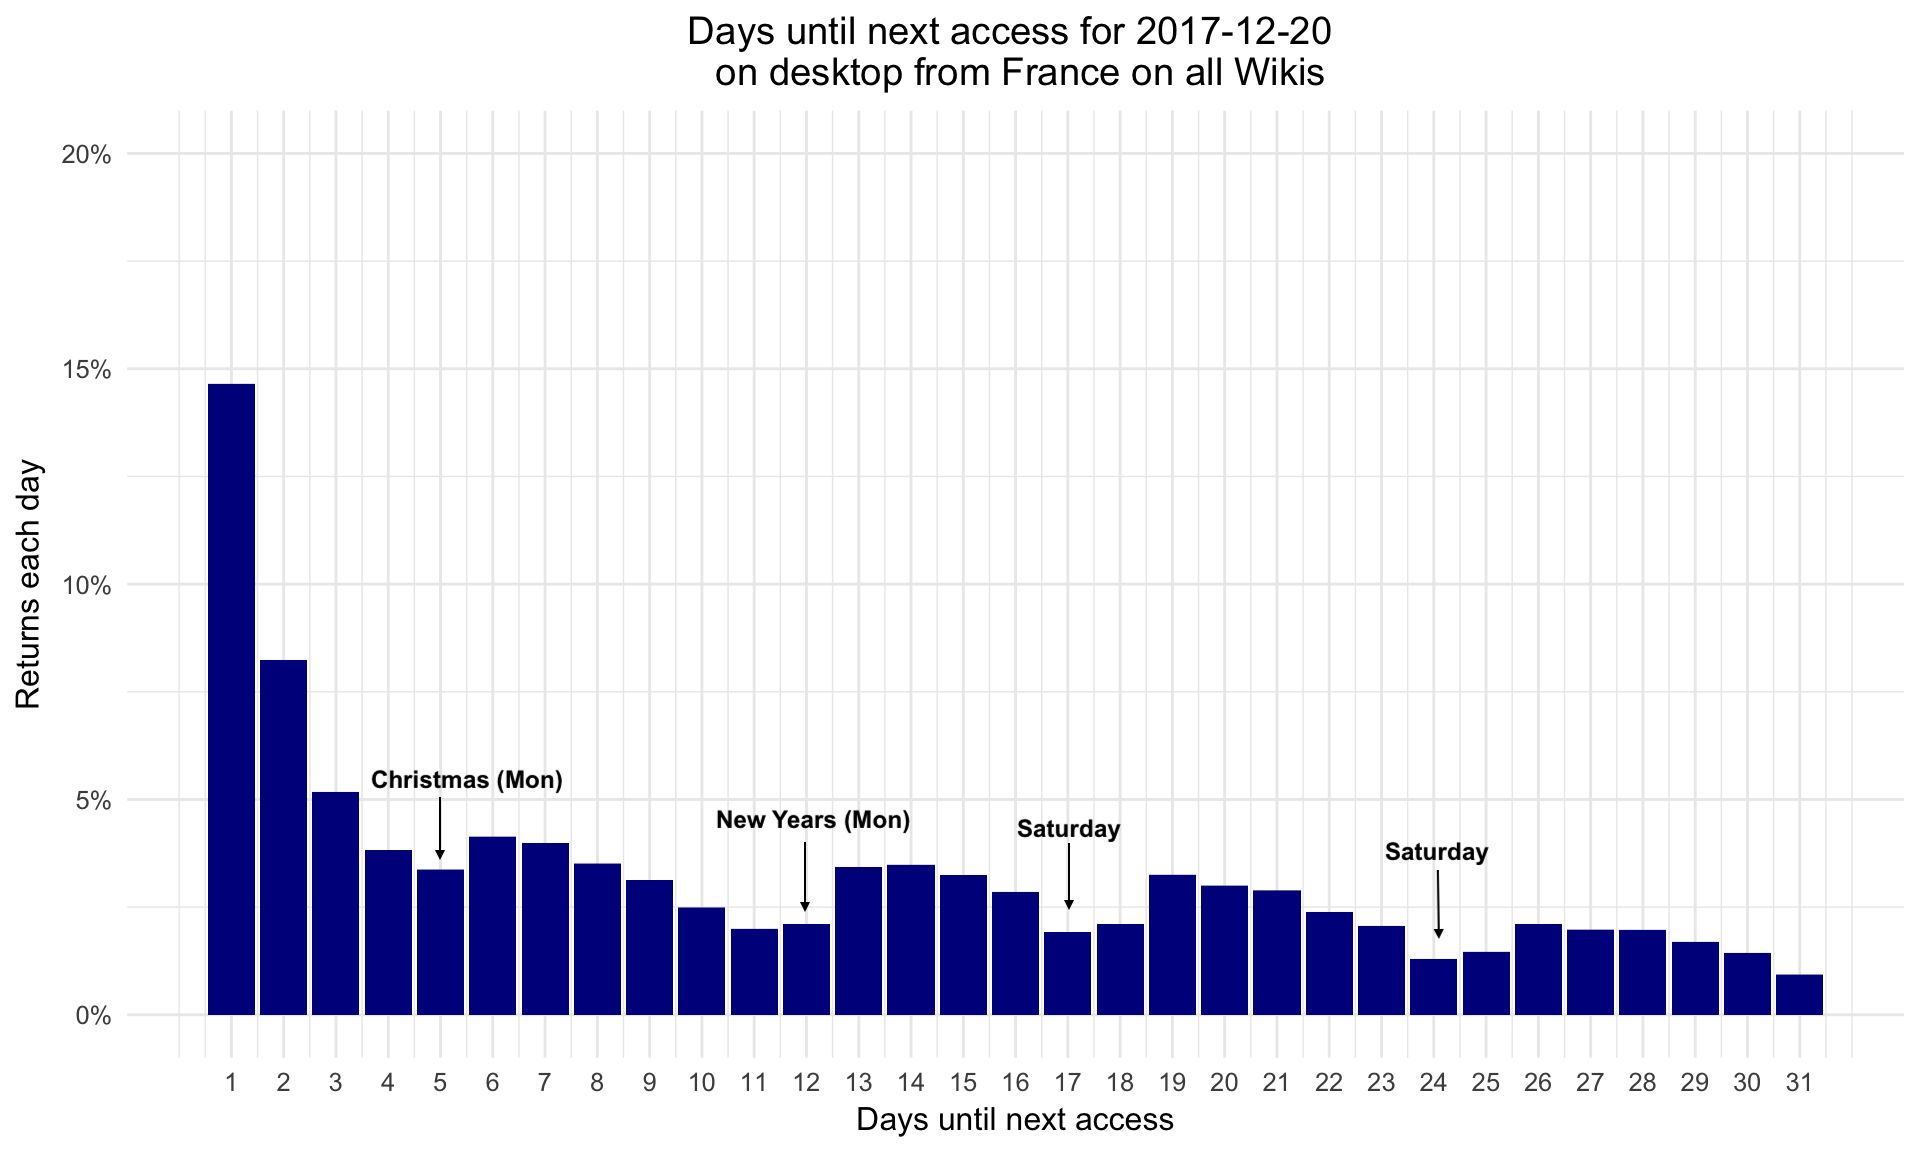 Days until next access for 2017-12-20
on desktop from France on all Wikis
Returns each day
20%
15%
10%
5%
0%
Christmas (Mon)
New Years (Mon)
Saturday
Saturday
1 2 3 4 5 6 7 8 9 10 11 12 13 14 15 16 17 18 19 20 21 22 23 24 25 26 27 28 29 30 31
Days until next access